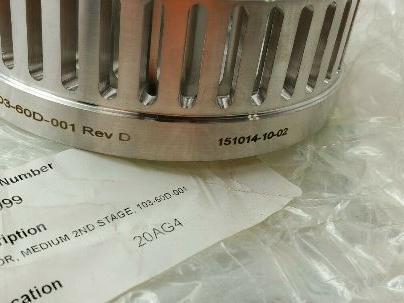 03-60D-001 Rev D
151014-10-02
Number
99
ription
OR, MEDIUM 2ND STAGE, 103-60D.001
20AG4
cation